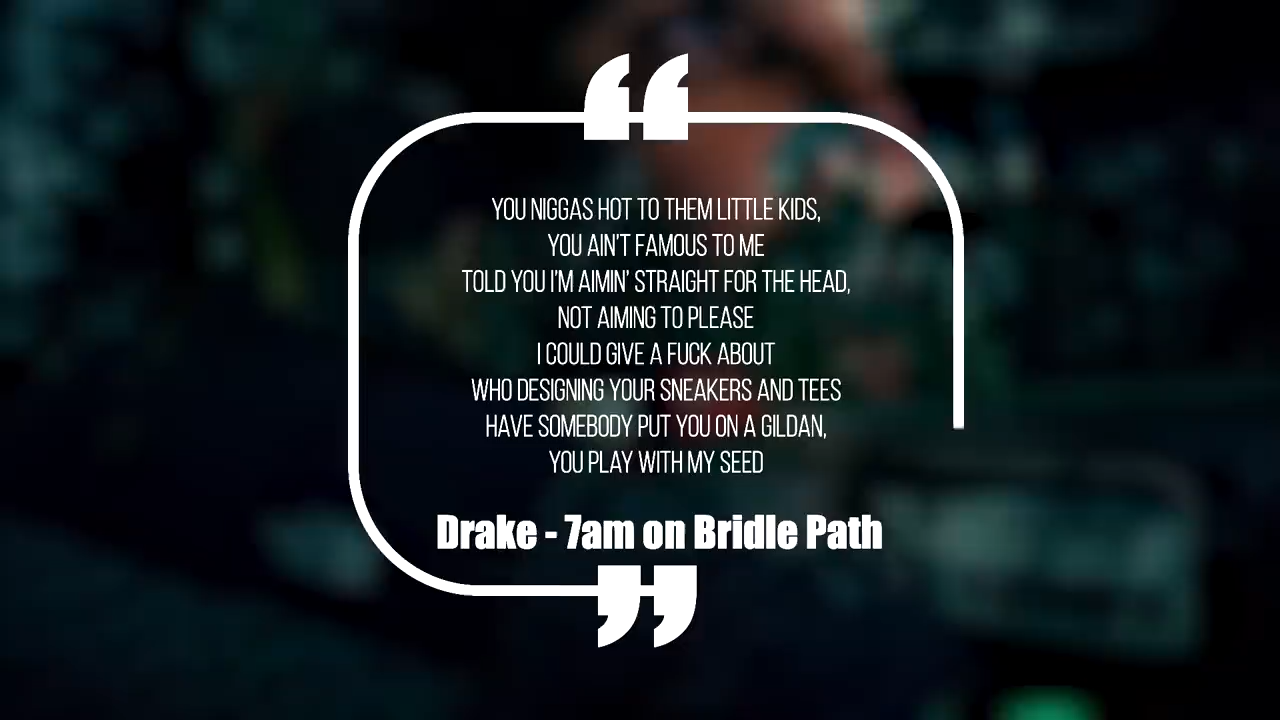 YOU NIGGAS HOT TO THEM LITTLE KIDS,
YOU AIN'T FAMOUS TO ME
TOLD YOU I'M AIMIN' STRAIGHT FOR THE HEAD,
NOT AIMING TO PLEASE
I COULD GIVE A FUCK ABOUT
WHO DESIGNING YOUR SNEAKERS AND TEES
HAVE SOMEBODY PUT YOU ON A GILDAN,
YOU PLAY WITH MY SEED
Drake - 7am on Bridle Path